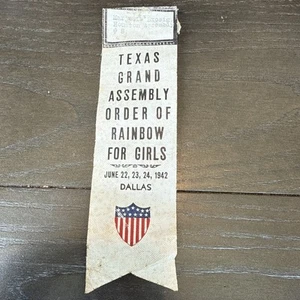 TEXAS
GRAND
ASSEMBLY
ORDER OF
RAINBOW
FOR GIRLS
JUNE 22, 23, 24, 1942
DALLAS